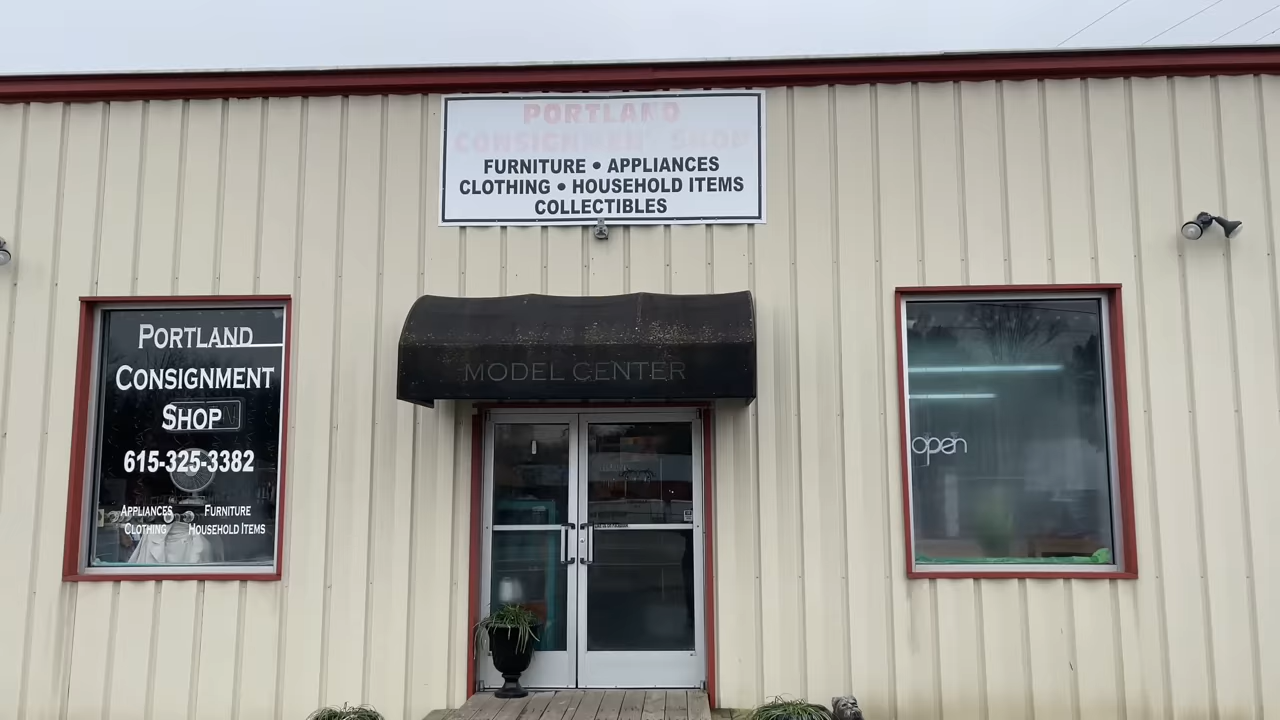 PORTLAND
CONSIGNMENT SHOP
FURNITURE • APPLIANCES
CLOTHING • HOUSEHOLD ITEMS
COLLECTIBLES
MODEL CENTER
PORTLAND
CONSIGNMENT
SHOP
615-325-3382
APPLIANCES FURNITURE
CLOTHING HOUSEHOLD ITEMS
open